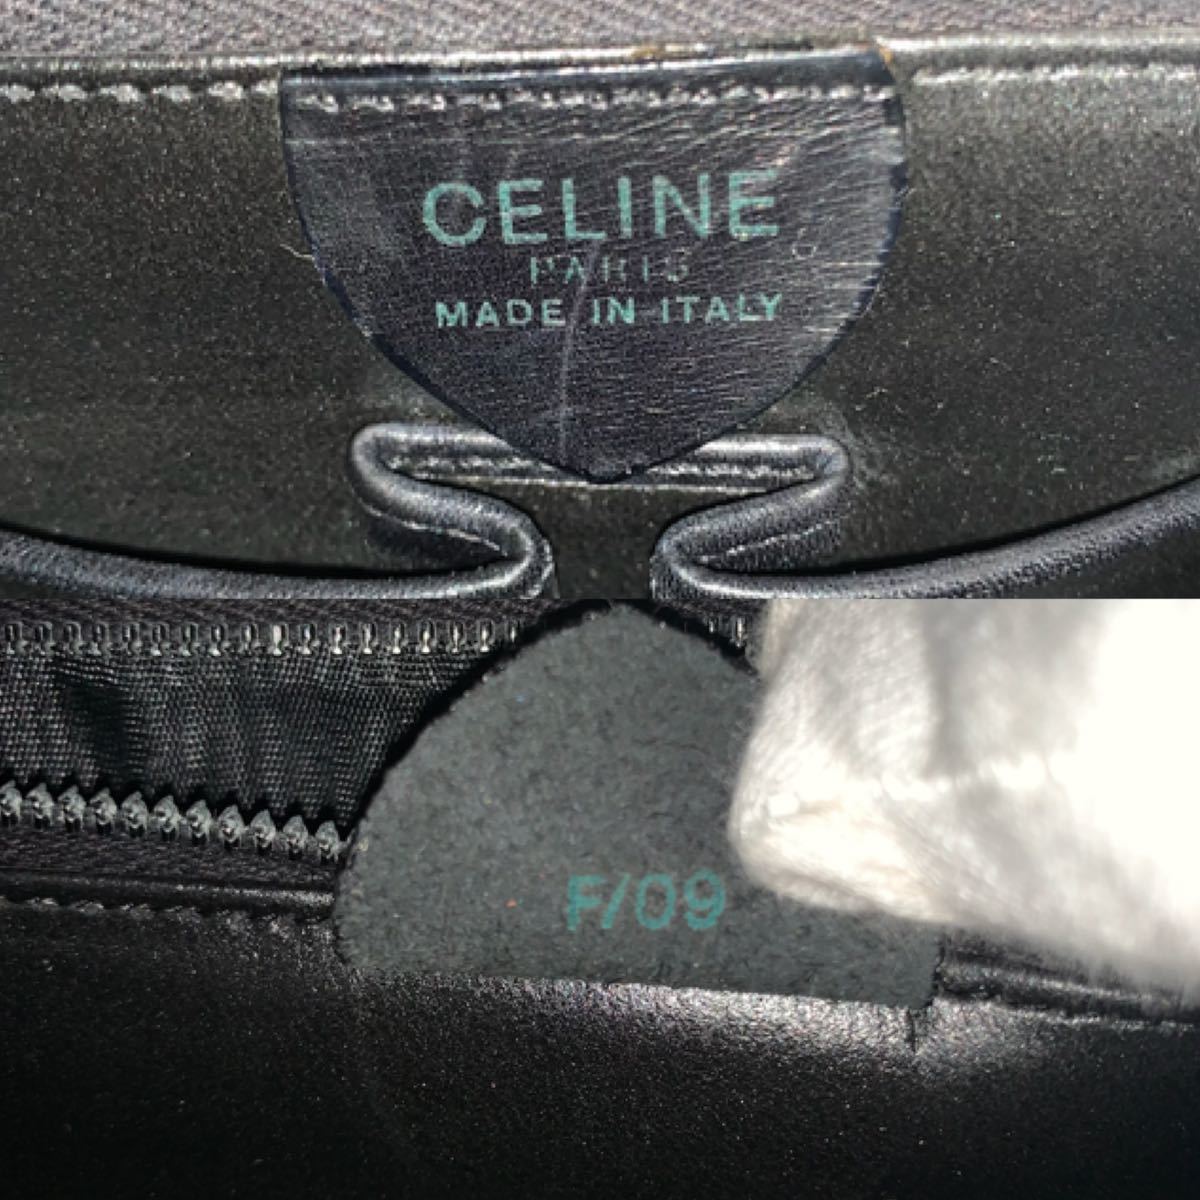 CELINE
PARIS
MADE IN ITALY
F/09